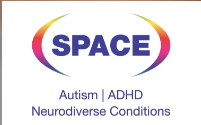 SPACE
Autism | ADHD
Neurodiverse Conditions